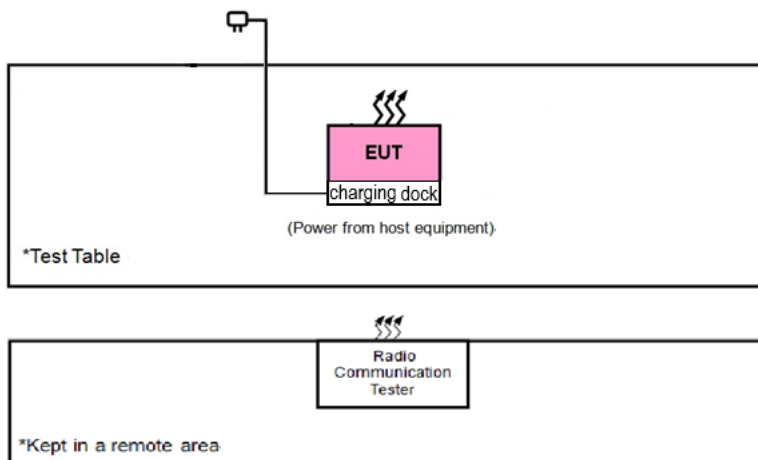 EUT
charging dock
(Power from host equipment)
*Test Table
Radio
Communication
Tester
*Kept in a remote area